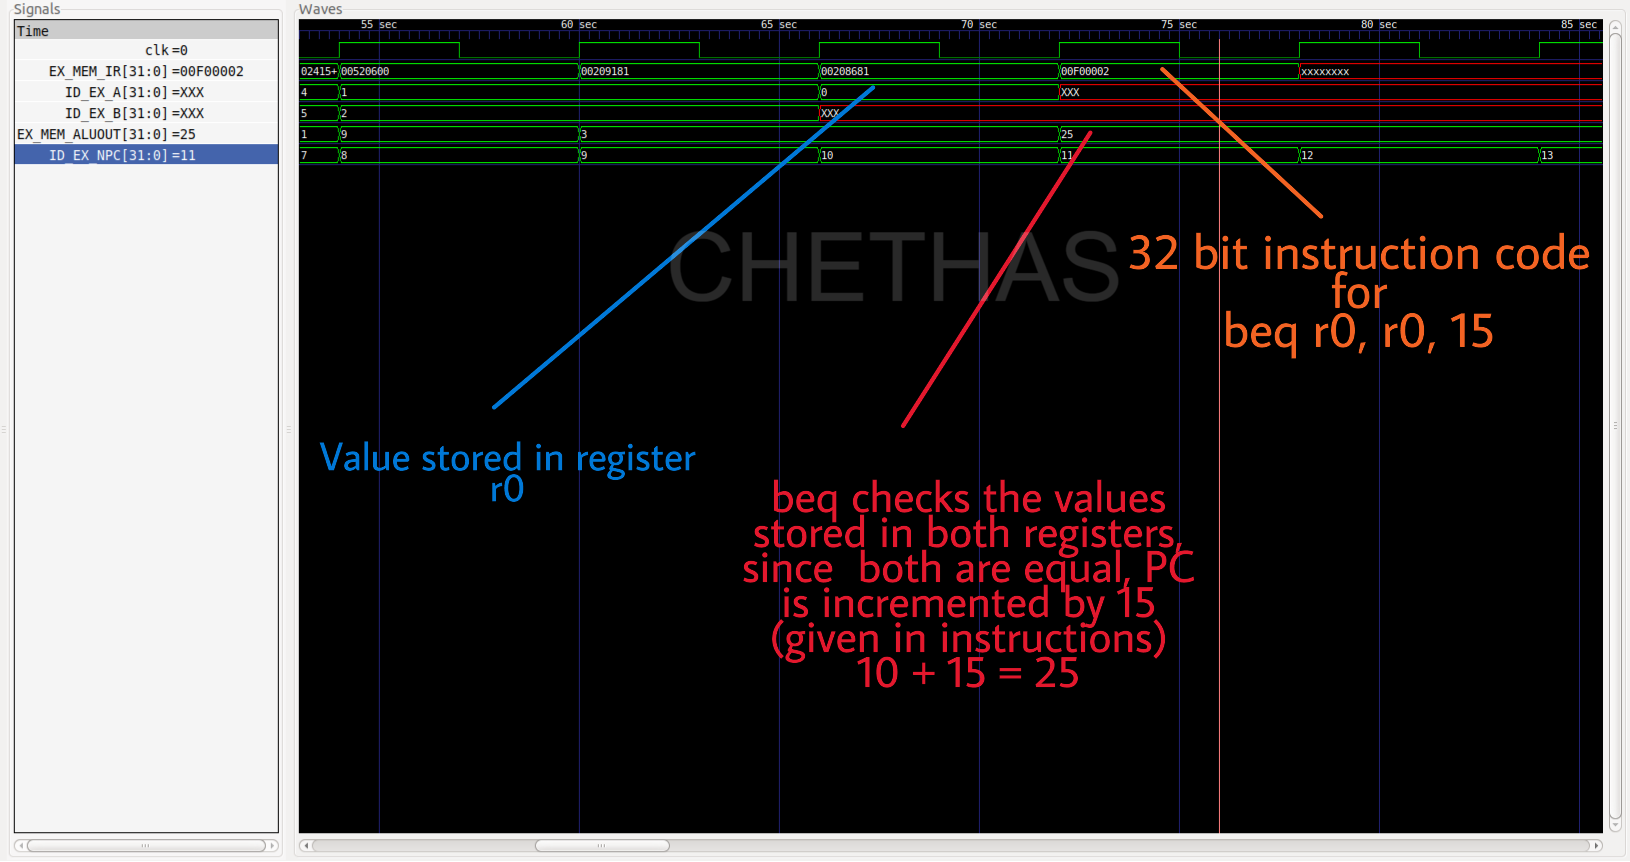 Signals
Waves
Time
55 sec 60 sec 65 sec 70 sec 75 sec 80 sec 85 sec
clk=0
EX_MEM_IR[31:0]=00F00002
02415+ 00520600 00209181 00208681 00F00002 xxxxxxxx
ID_EX_A[31:0]=XXX
4 1 0 XXX
ID_EX_B[31:0]=XXX
5 2 XXX
EX_MEM_ALUOUT[31:0]=25
1 9 3 25
ID_EX_NPC[31:0]=11
7 8 9 10 11 12 13
CHETHAS
32 bit instruction code
for
beq r0, r0, 15
Value stored in register
r0
beq checks the values
stored in both registers,
since both are equal, PC
is incremented by 15
(given in instructions)
10 + 15 = 25